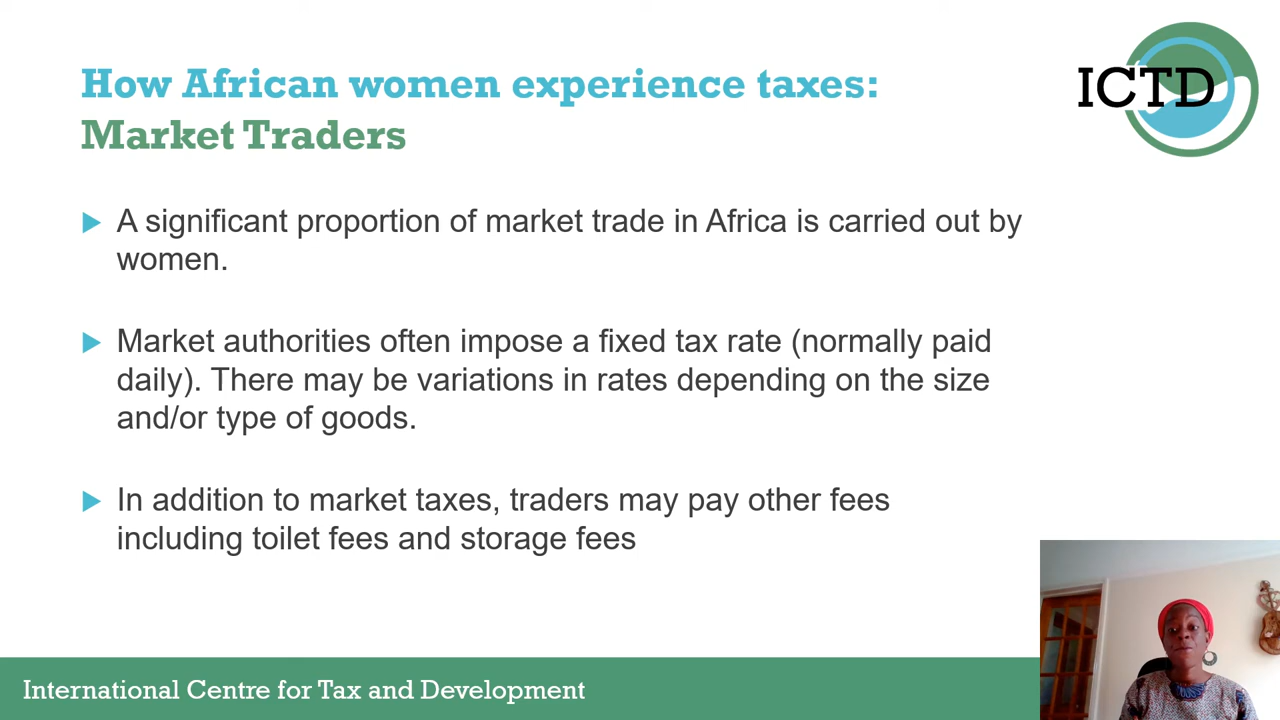 How African women experience taxes:
Market Traders
ICTD
A significant proportion of market trade in Africa is carried out by
women.
Market authorities often impose a fixed tax rate (normally paid
daily). There may be variations in rates depending on the size
and/or type of goods.
In addition to market taxes, traders may pay other fees
including toilet fees and storage fees
International Centre for Tax and Development